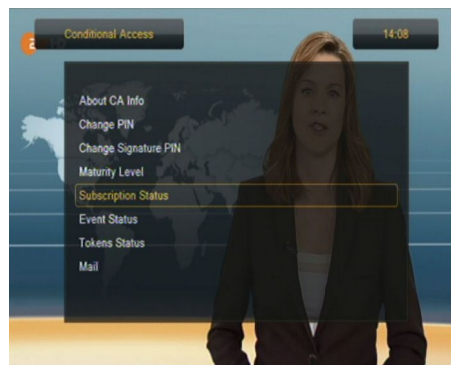 Conditional Access
14:08
About CA Info
Change PIN
Change Signature PIN
Maturity Level
Subscription Status
Event Status
Tokens Status
Mail